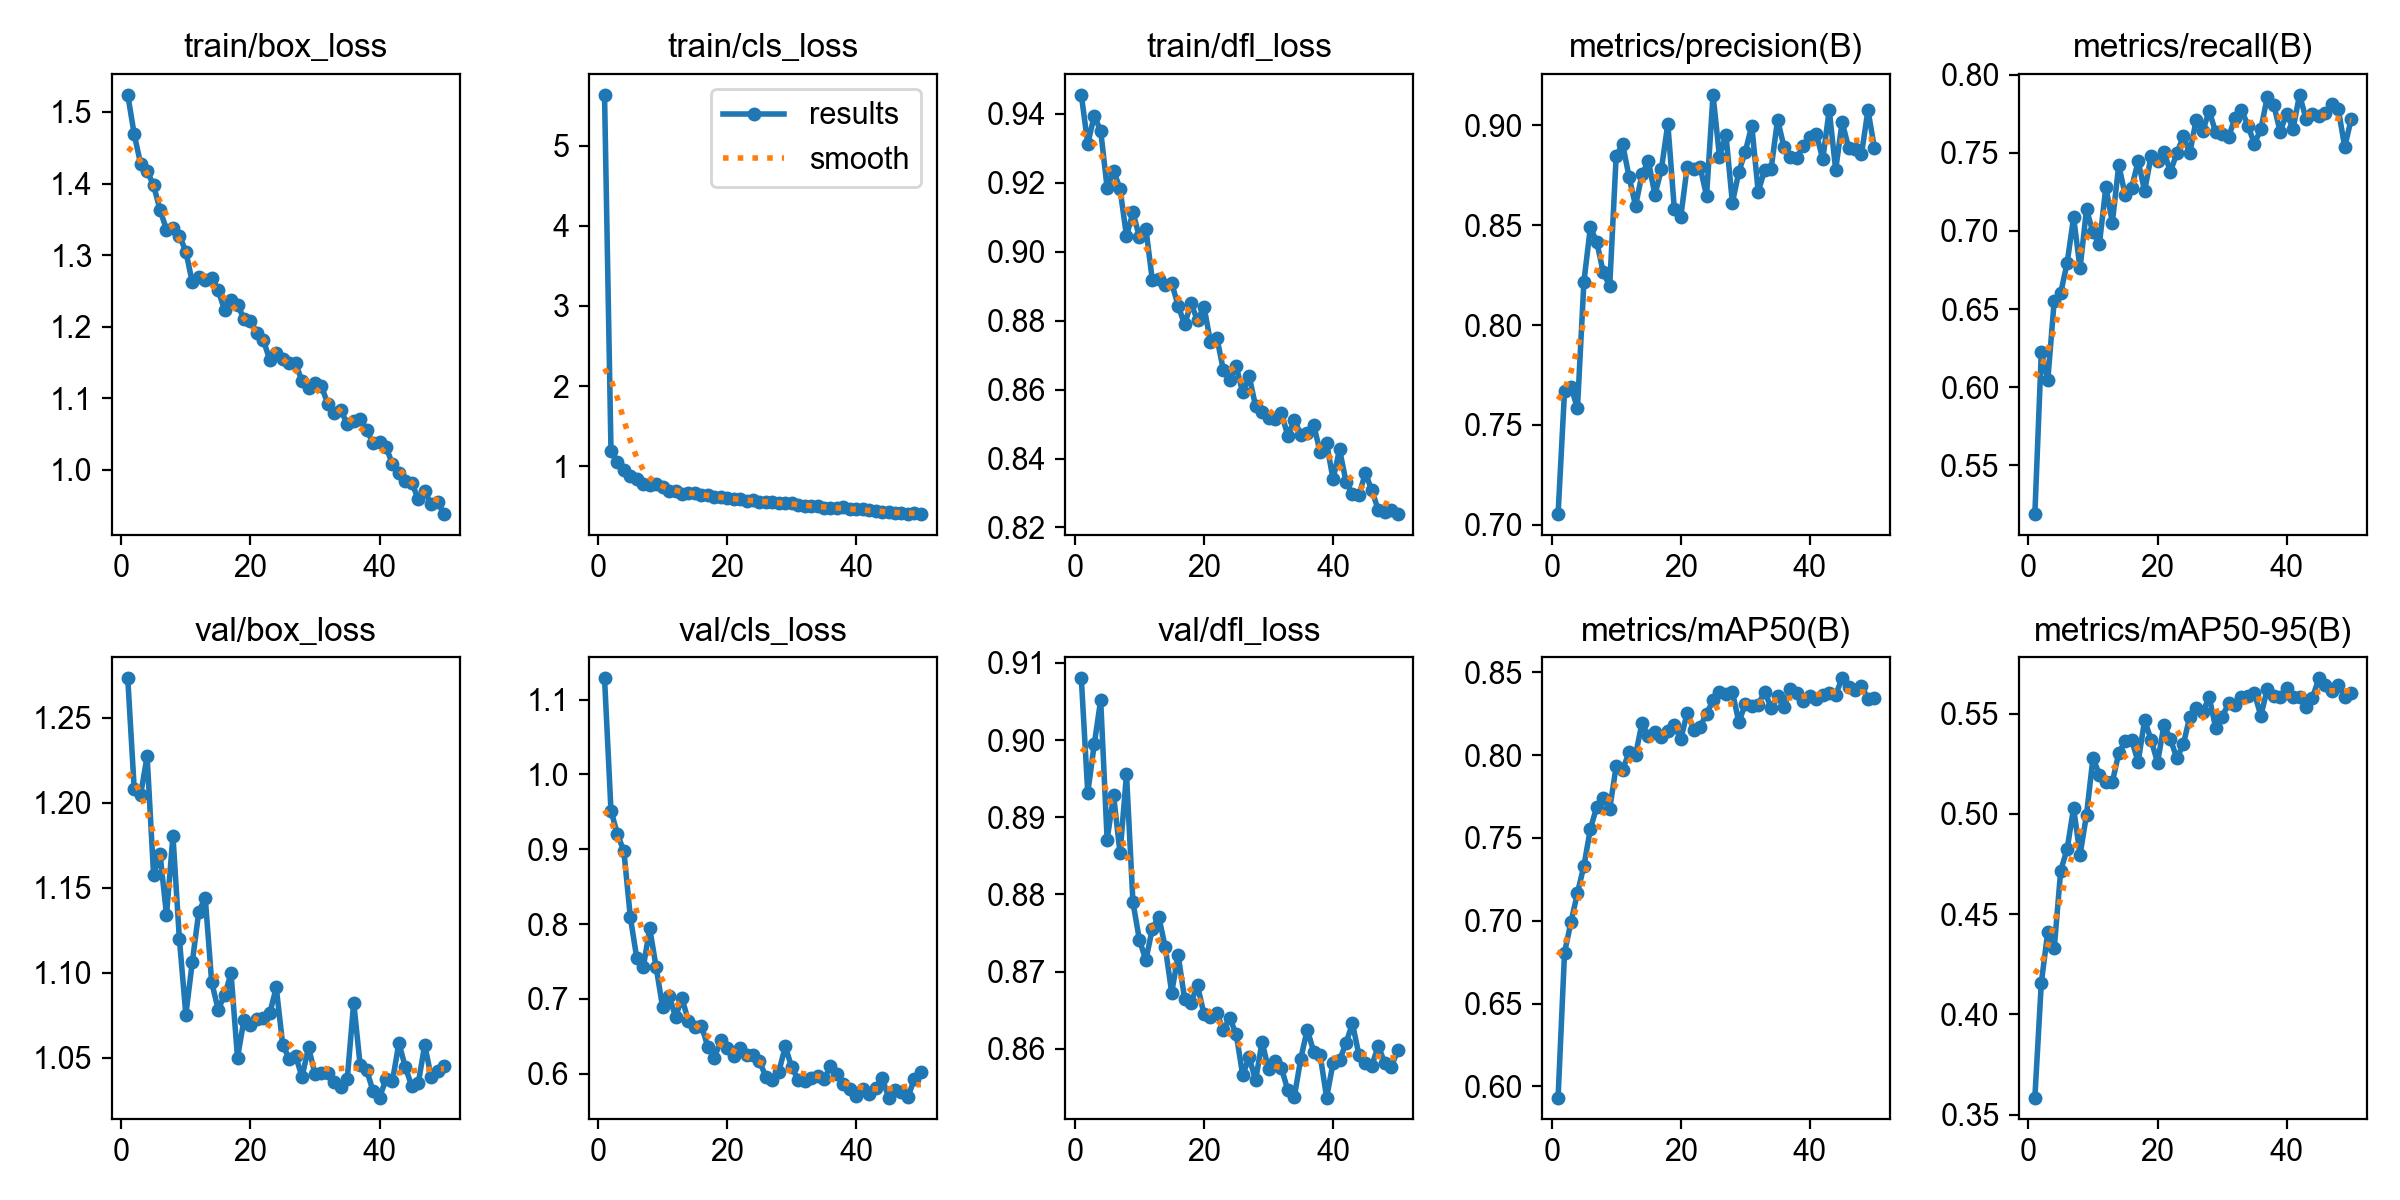 train/box_loss
1.5
1.4
1.3
1.2
1.1
1.0
0 20 40
train/cls_loss
results
smooth
5
4
3
2
1
0 20 40
train/dfl_loss
0.94
0.92
0.90
0.88
0.86
0.84
0.82
0 20 40
metrics/precision(B)
0.90
0.85
0.80
0.75
0.70
0 20 40
metrics/recall(B)
0.80
0.75
0.70
0.65
0.60
0.55
0 20 40
val/box_loss
1.25
1.20
1.15
1.10
1.05
0 20 40
val/cls_loss
1.1
1.0
0.9
0.8
0.7
0.6
0 20 40
val/dfl_loss
0.91
0.90
0.89
0.88
0.87
0.86
0 20 40
metrics/mAP50(B)
0.85
0.80
0.75
0.70
0.65
0.60
0 20 40
metrics/mAP50-95(B)
0.55
0.50
0.45
0.40
0.35
0 20 40